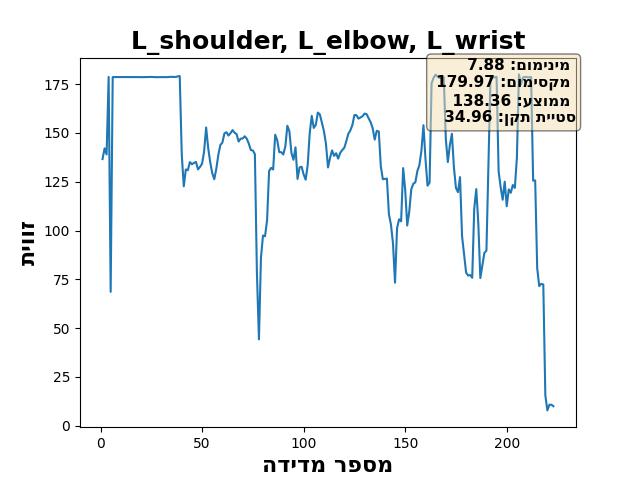 L_shoulder, L_elbow, L_wrist
מינימום: 7.88
מקסימום: 179.97
ממוצע: 138.36
סטיית תקן: 34.96
זווית
175
150
125
100
75
50
25
0
0 50 100 150 200
מספר מדידה